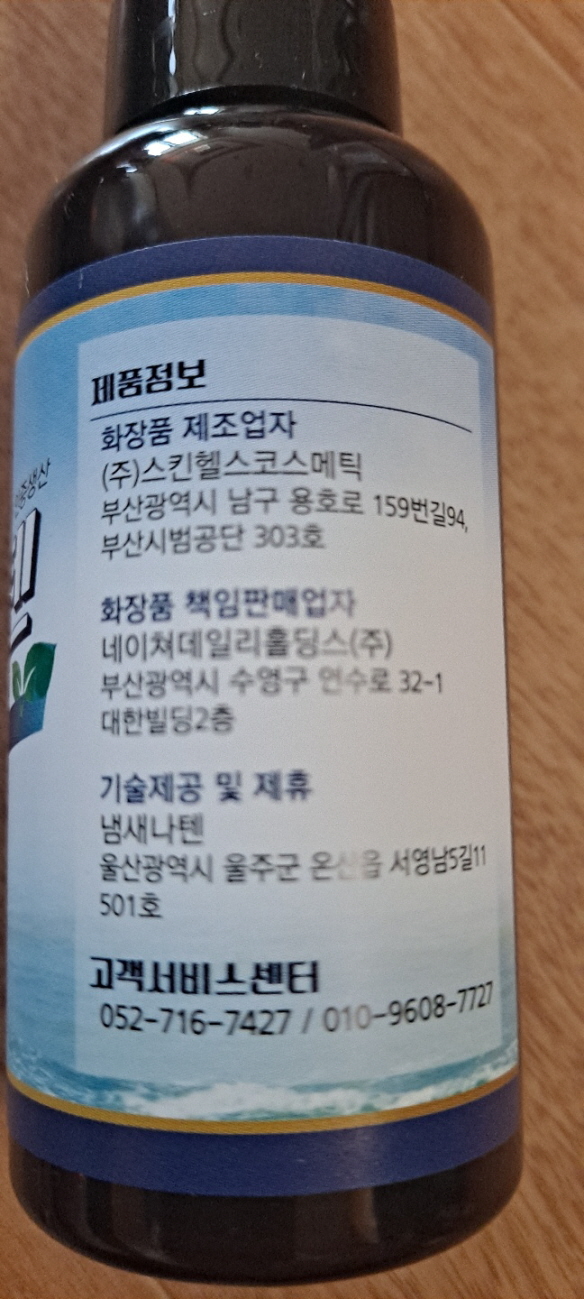 제품정보
화장품 제조업자
(주)스킨헬스코스메틱
부산광역시 남구 용호로 159번길94,
부산시범공단 303호
화장품 책임판매업자
네이쳐데일리홀딩스(주)
부산광역시 수영구 연수로 32-1
대한빌딩2층
기술제공 및 제휴
냄새나텐
울산광역시 울주군 온산읍 서영남5길11
501호
고객서비스센터
052-716-7427 / 010-9608-7727